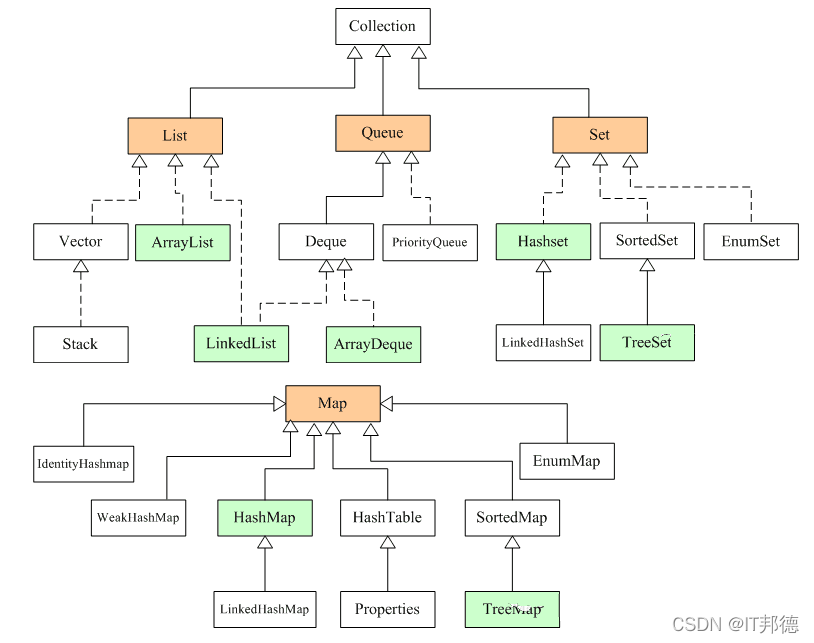 Collection
List
Queue
Set
Vector
ArrayList
Deque
PriorityQueue
Hashset
SortedSet
EnumSet
Stack
LinkedList
ArrayDeque
LinkedHashSet
TreeSet
Map
IdentityHashmap
EnumMap
WeakHashMap
HashMap
HashTable
SortedMap
LinkedHashMap
Properties
TreeMap
CSDN @IT邦德